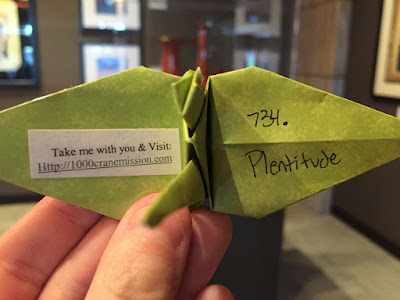 Take me with you & Visit:
Http://1000cranemission.com
734.
Plentitude